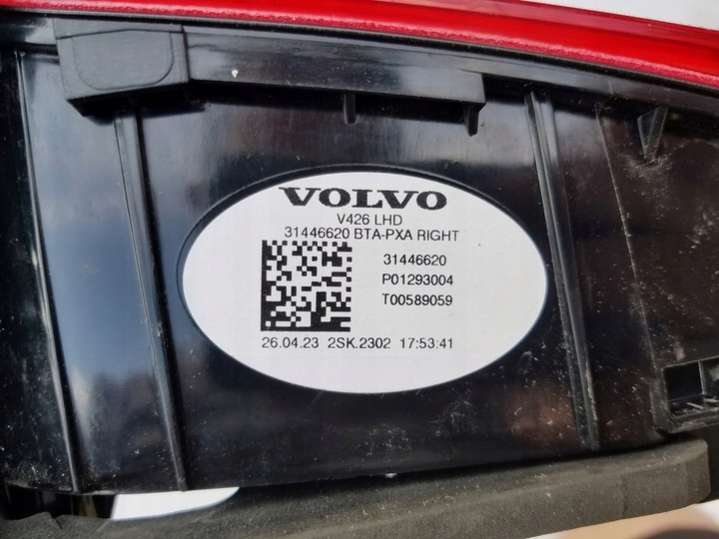 VOLVO
V426 LHD
31446620 BTA-PXA RIGHT
31446620
P01293004
T00589059
26.04.23 2SK.2302 17:53:41